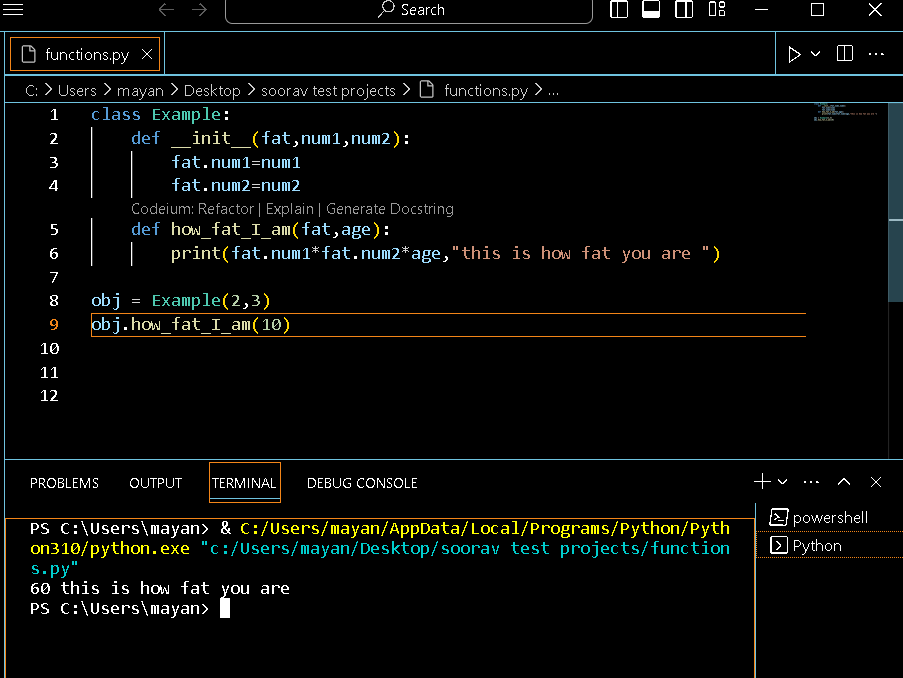 Search
functions.py
C: > Users > mayan > Desktop > soorav test projects > functions.py > ...
1 class Example:
2 def __init__(fat,num1,num2):
3 fat.num1=num1
4 fat.num2=num2
Codeium: Refactor | Explain | Generate Docstring
5 def how_fat_I_am(fat,age):
6 print(fat.num1*fat.num2*age,"this is how fat you are ")
7
8 obj = Example(2,3)
9 obj.how_fat_I_am(10)
10
11
12
PROBLEMS OUTPUT TERMINAL DEBUG CONSOLE
PS C:\Users\mayan> & C:/Users/mayan/AppData/Local/Programs/Python/Pyth
on310/python.exe "c:/Users/mayan/Desktop/soorav test projects/function
s.py"
60 this is how fat you are
PS C:\Users\mayan>
powershell
Python